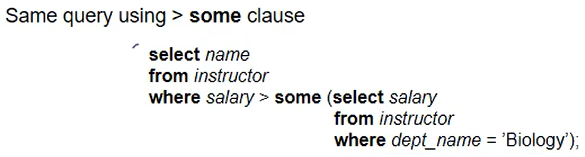 Same query using > some clause
select name
from instructor
where salary > some (select salary
from instructor
where dept_name = ’Biology’);